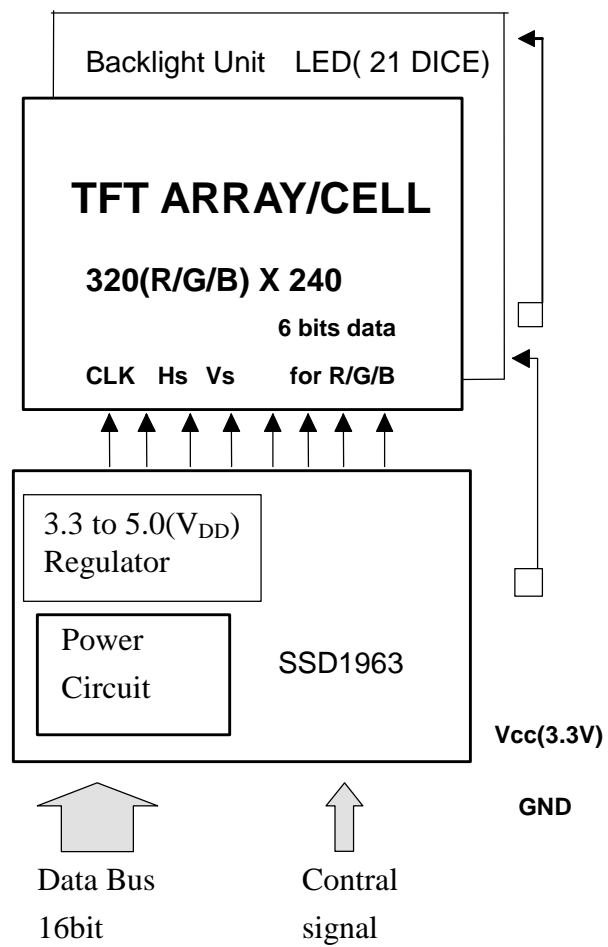 Backlight Unit LED( 21 DICE)
TFT ARRAY/CELL
320(R/G/B) X 240
6 bits data
CLK Hs Vs for R/G/B
3.3 to 5.0(VDD)
Regulator
Power
Circuit
SSD1963
Vcc(3.3V)
GND
Data Bus
16bit
Contral
signal